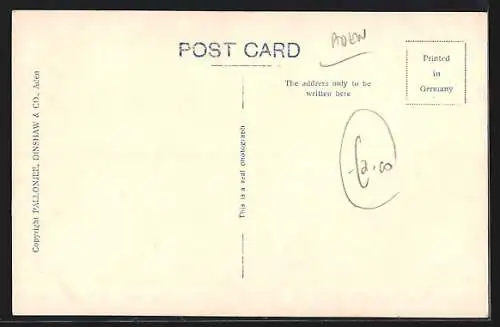 POST CARD
ADEN
Printed
in
Germany
The address only to be
written here
£2.00
This is a real photograph
Copyright PALLONJEE, DINSHAW & CO., Aden